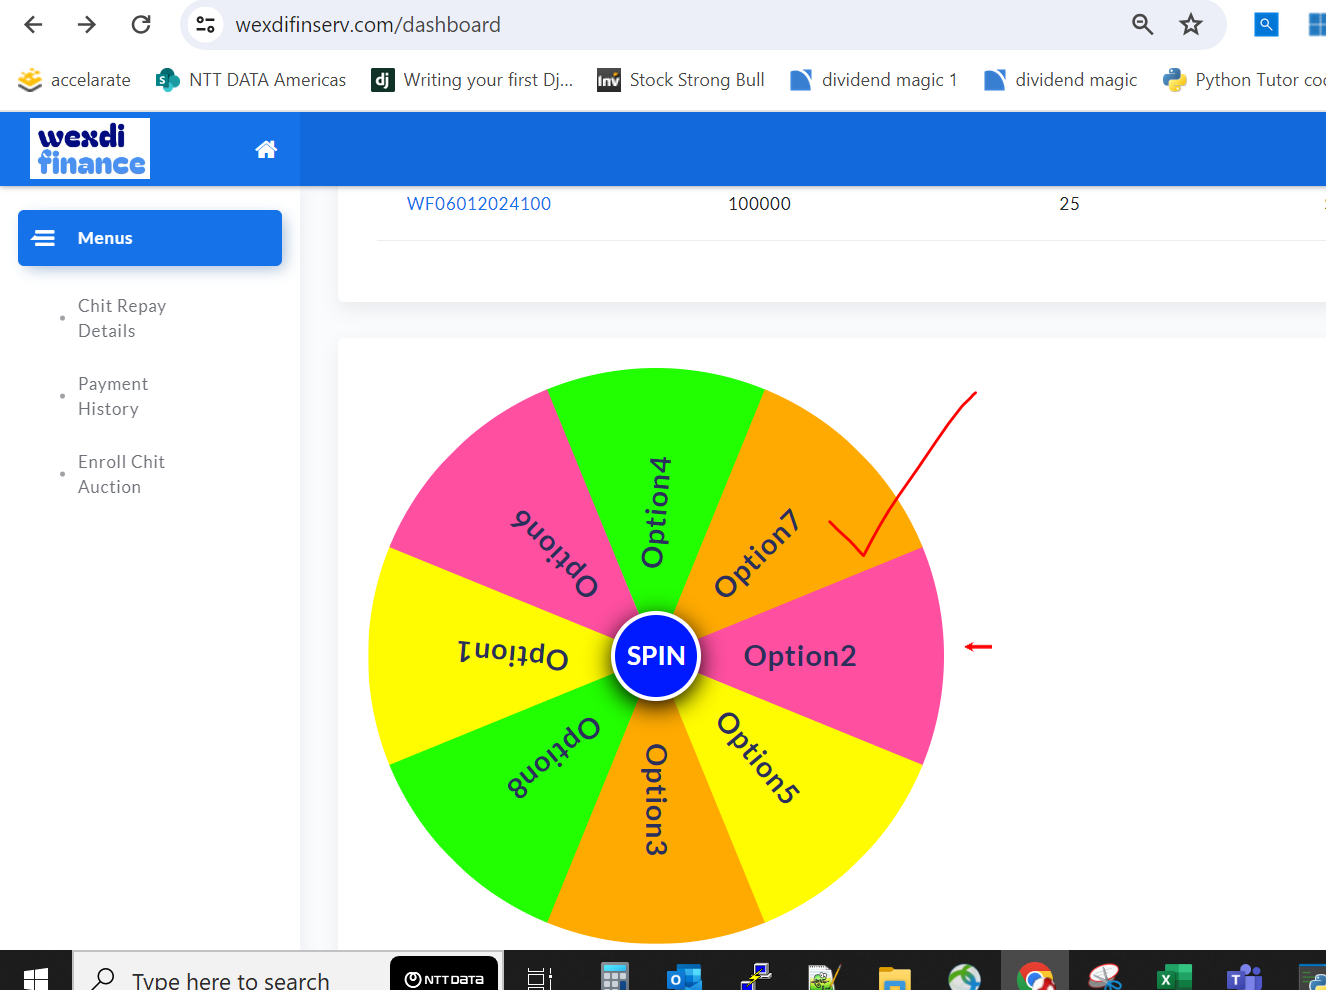 wexdifinserv.com/dashboard
accelarate
NTT DATA Americas
Writing your first Dj...
Stock Strong Bull
dividend magic 1
dividend magic
Python Tutor
wexdi
finance
WF06012024100 100000 25
Menus
Chit Repay
Details
Payment
History
Enroll Chit
Auction
Option4
Option7
Option6
Option2
Option1
SPIN
Option5
Option8
Option3
Type here to search
NTT DATA